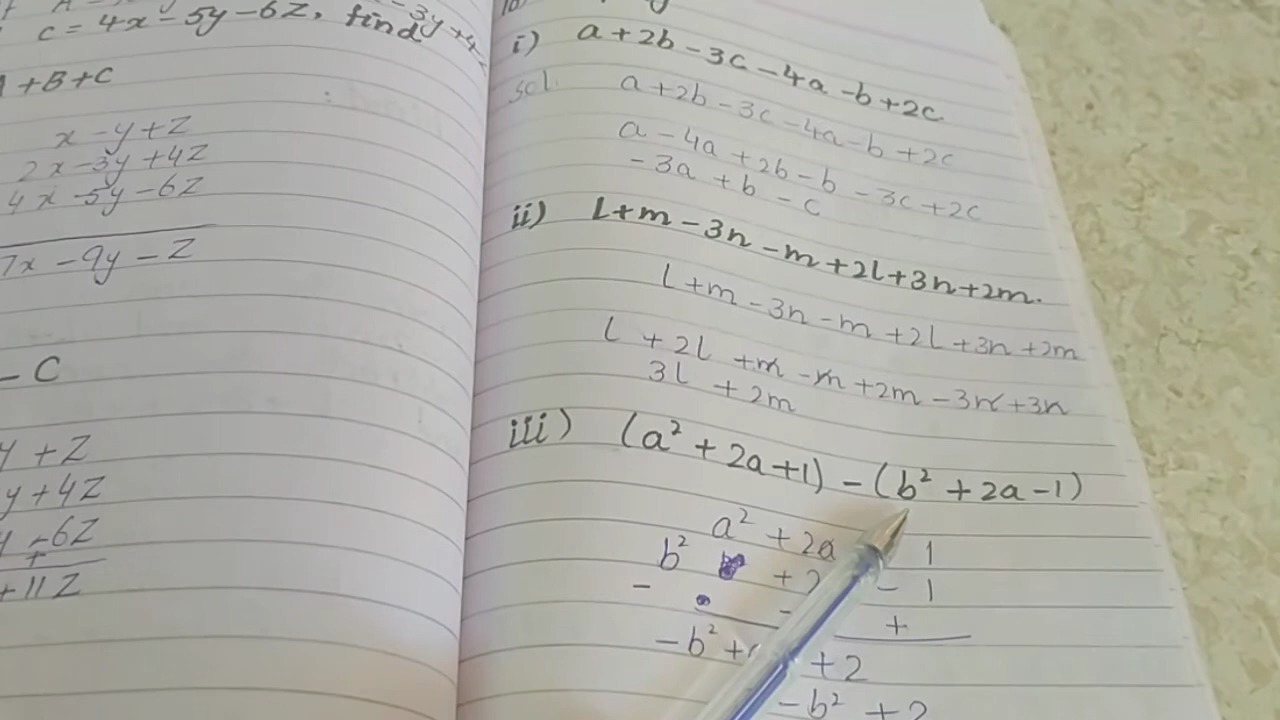 - 3y + 4
c = 4x - 5y - 6z, find
A + B + C
x - y + z
2x - 3y + 4z
4x - 5y - 6z
7x - 9y - z
- C
y + z
y + 4z
y - 6z
+
+ 11z
i) a + 2b - 3c - 4a - b + 2c
sol. a + 2b - 3c - 4a - b + 2c
a - 4a + 2b - b - 3c + 2c
- 3a + b - c
ii) l + m - 3n - m + 2l + 3n + 2m.
l + m - 3n - m + 2l + 3n + 2m
l + 2l + m - m + 2m - 3n + 3n
3l + 2m
iii) (a² + 2a + 1) - (b² + 2a - 1)
a² + 2a 1
b² + 2 - 1
- - +
- b² + + 2
- b² + 2